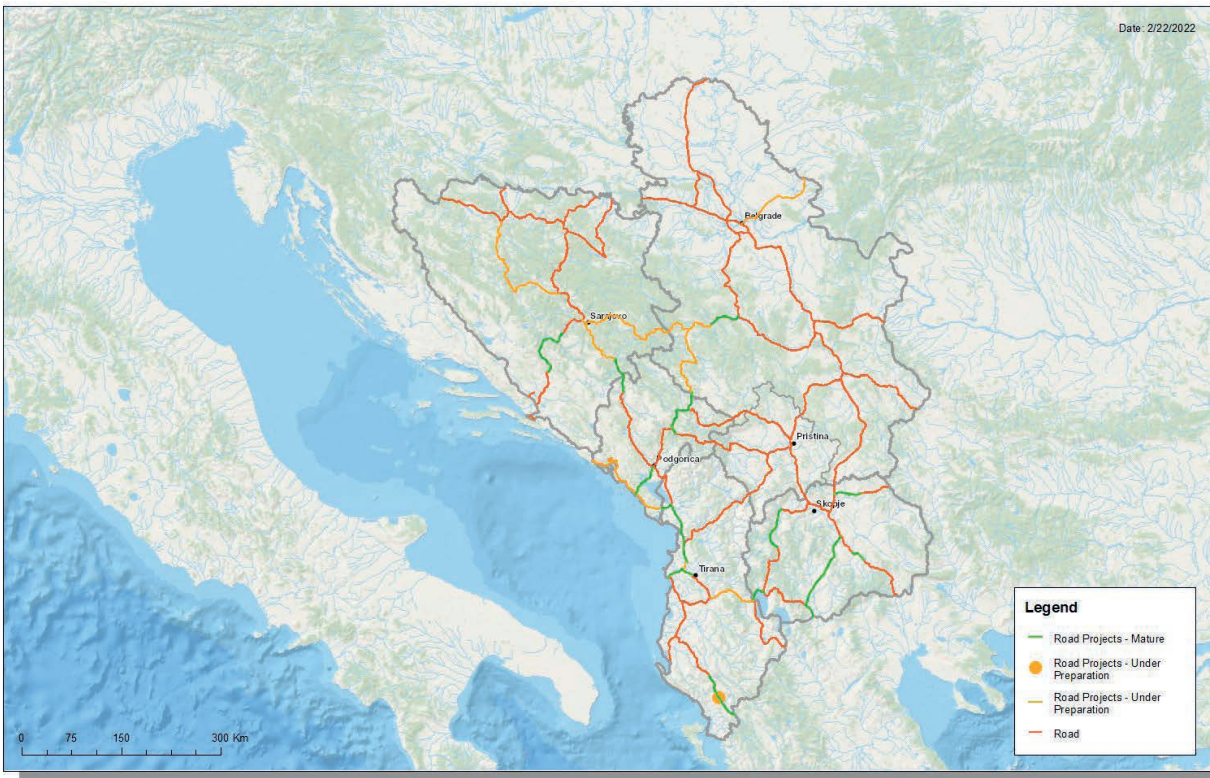 Date: 2/22/2022
Belgrade
Sarajevo
Pristina
Podgorica
Skopje
Tirana
Legend
Road Projects - Mature
Road Projects - Under
Preparation
Road Projects - Under
Preparation
Road
0 75 150 300 Km